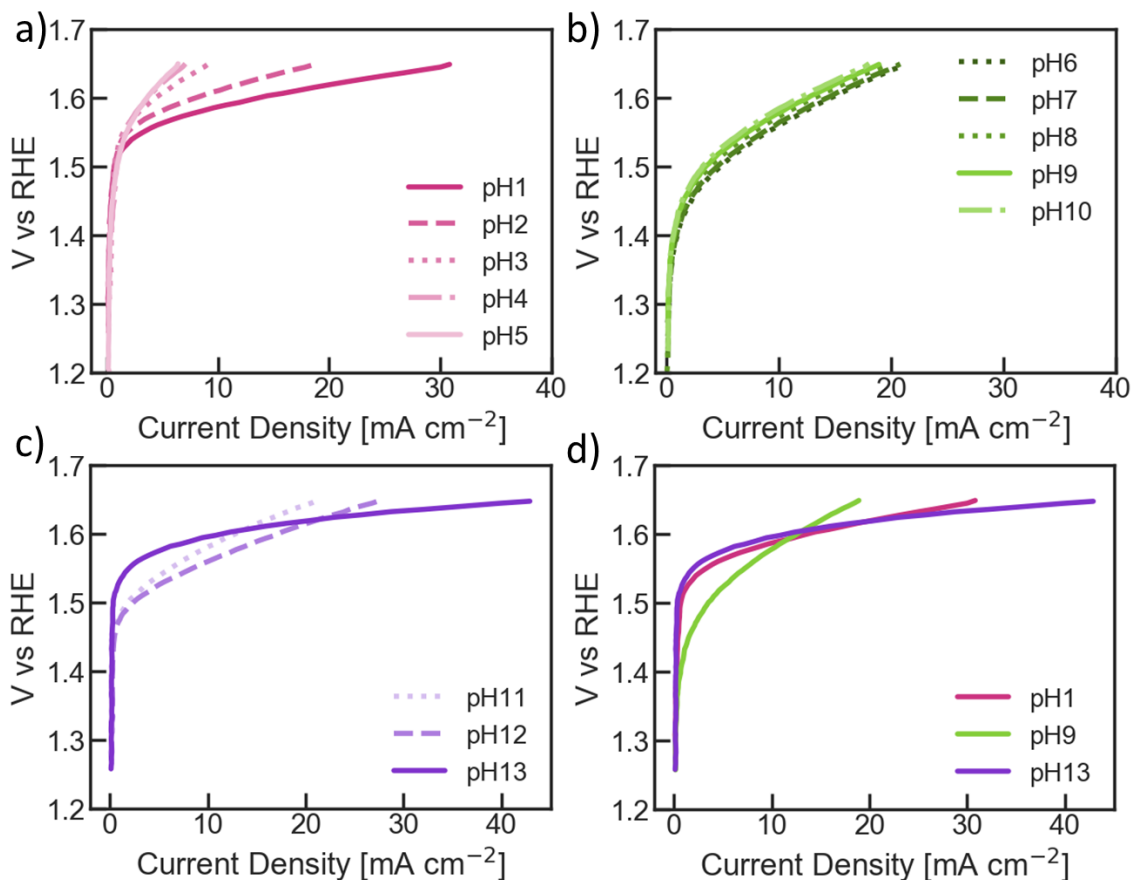 a)
1.7
1.6
1.5
1.4
1.3
1.2
V vs RHE
pH1
pH2
pH3
pH4
pH5
0 10 20 30 40
Current Density [mA cm−2]
b)
1.7
1.6
1.5
1.4
1.3
1.2
V vs RHE
pH6
pH7
pH8
pH9
pH10
0 10 20 30 40
Current Density [mA cm−2]
c)
1.7
1.6
1.5
1.4
1.3
1.2
V vs RHE
pH11
pH12
pH13
0 10 20 30 40
Current Density [mA cm−2]
d)
1.7
1.6
1.5
1.4
1.3
1.2
V vs RHE
pH1
pH9
pH13
0 10 20 30 40
Current Density [mA cm−2]